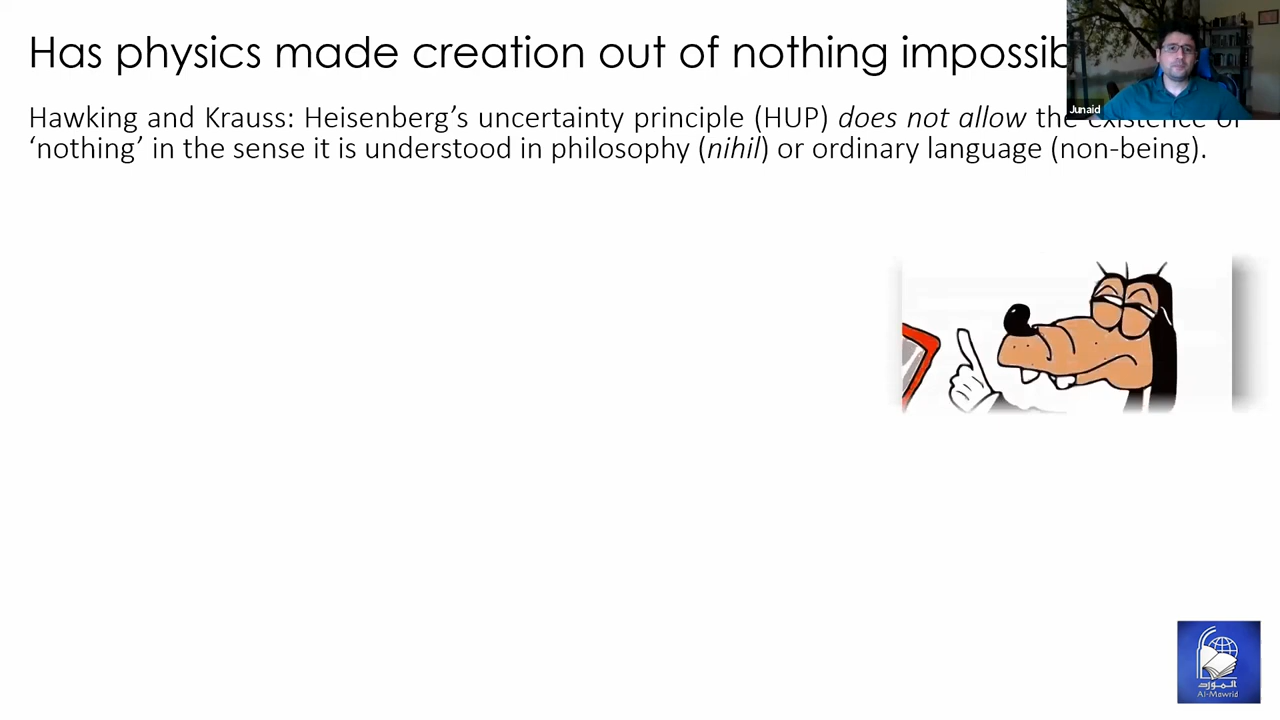 Has physics made creation out of nothing impossib
Junaid
Hawking and Krauss: Heisenberg’s uncertainty principle (HUP) does not allow the existence of
‘nothing’ in the sense it is understood in philosophy (nihil) or ordinary language (non-being).
المورد
Al-Mawrid